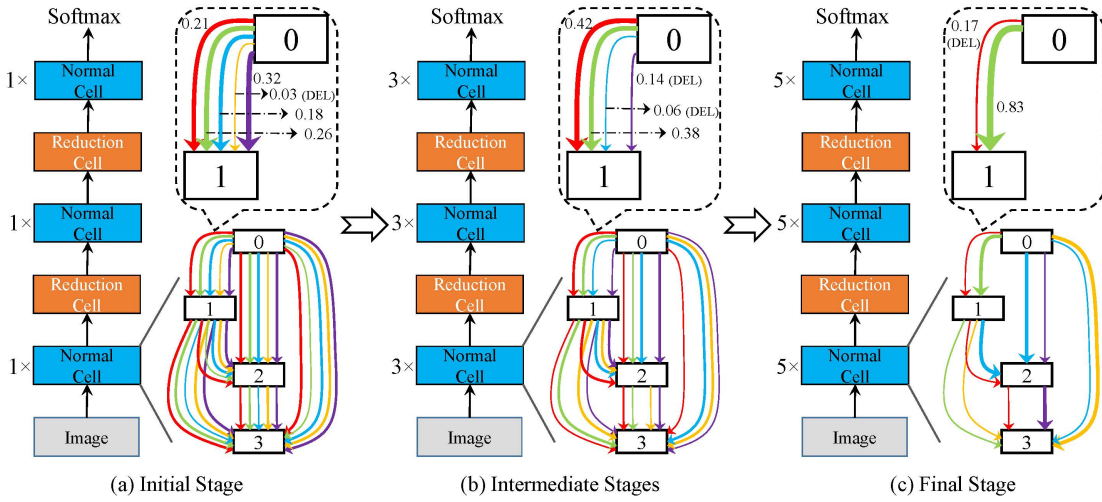 Softmax
1×
Normal
Cell
Reduction
Cell
1×
Normal
Cell
Reduction
Cell
1×
Normal
Cell
Image
0.21
0
0.32
0.03 (DEL)
0.18
0.26
1
0
1
2
3
(a) Initial Stage
Softmax
3×
Normal
Cell
Reduction
Cell
3×
Normal
Cell
Reduction
Cell
3×
Normal
Cell
Image
0.42
0
0.14 (DEL)
0.06 (DEL)
0.38
1
0
1
2
3
(b) Intermediate Stages
Softmax
5×
Normal
Cell
Reduction
Cell
5×
Normal
Cell
Reduction
Cell
5×
Normal
Cell
Image
0.17
(DEL)
0
0.83
1
0
1
2
3
(c) Final Stage